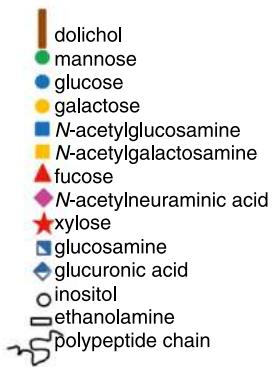 dolichol
mannose
glucose
galactose
N-acetylglucosamine
N-acetylgalactosamine
fucose
N-acetylneuraminic acid
xylose
glucosamine
glucuronic acid
inositol
ethanolamine
polypeptide chain